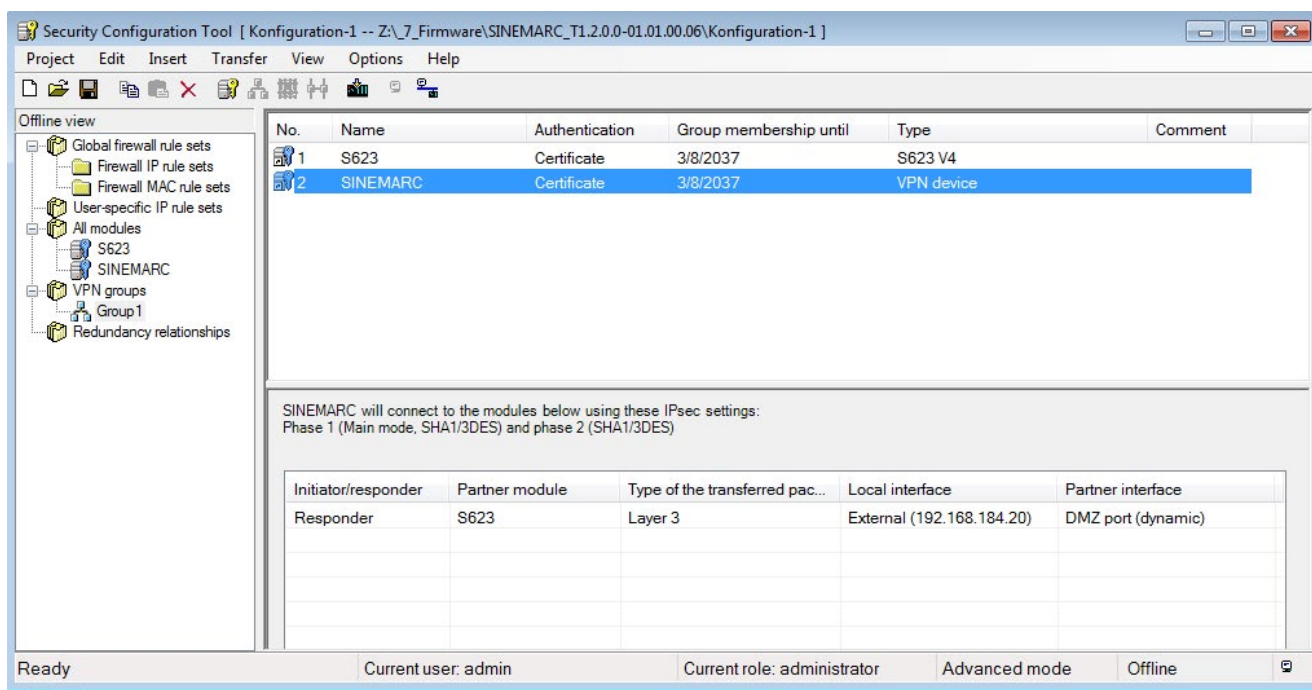 Security Configuration Tool [ Konfiguration-1 -- Z:\_7_Firmware\SINEMARC_T1.2.0.0-01.01.00.06\Konfiguration-1 ]
Project Edit Insert Transfer View Options Help
Offline view
Global firewall rule sets
Firewall IP rule sets
Firewall MAC rule sets
User-specific IP rule sets
All modules
S623
SINEMARC
VPN groups
Group1
Redundancy relationships
No. Name Authentication Group membership until Type Comment
1 S623 Certificate 3/8/2037 S623 V4
2 SINEMARC Certificate 3/8/2037 VPN device
SINEMARC will connect to the modules below using these IPsec settings:
Phase 1 (Main mode, SHA1/3DES) and phase 2 (SHA1/3DES)
Initiator/responder Partner module Type of the transferred pac... Local interface Partner interface
Responder S623 Layer 3 External (192.168.184.20) DMZ port (dynamic)
Ready Current user: admin Current role: administrator Advanced mode Offline